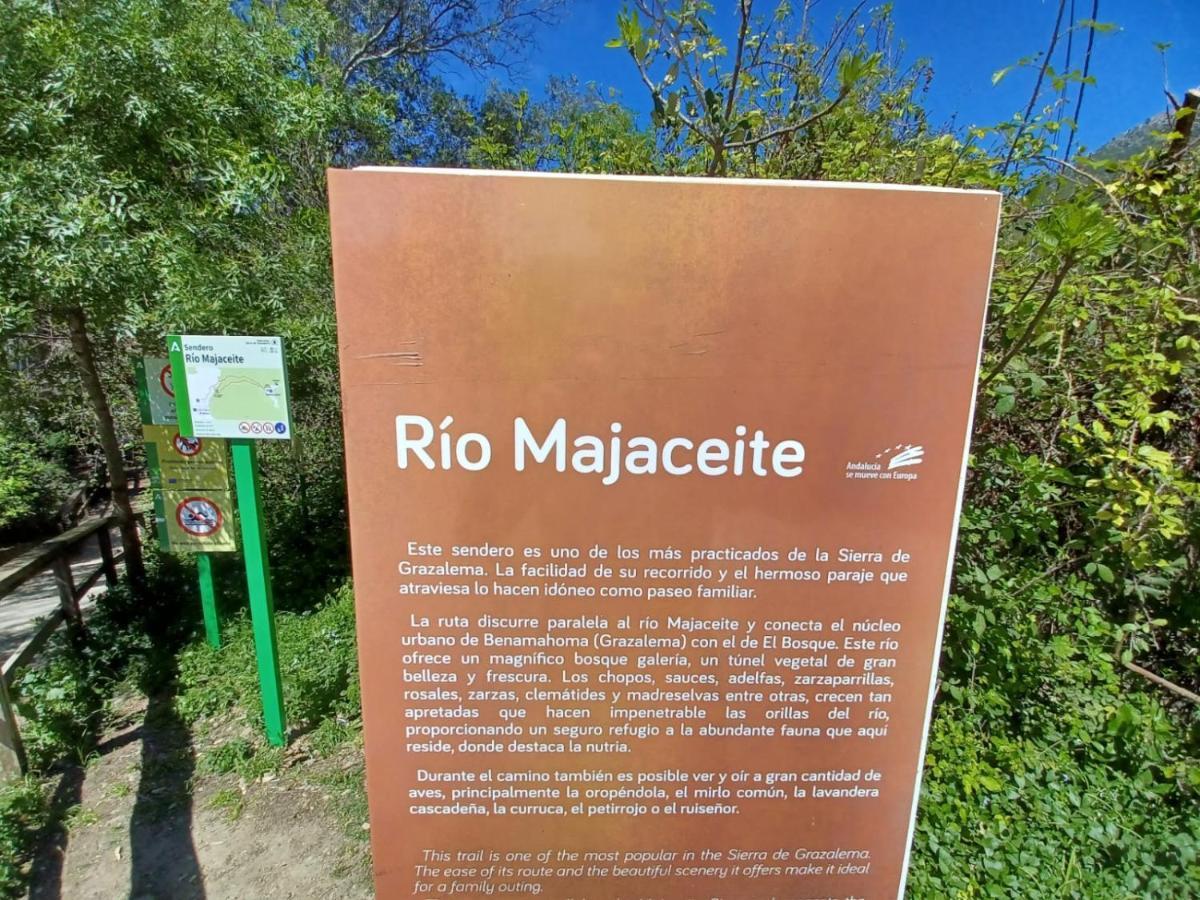 Sendero
Río Majaceite
Río Majaceite
Andalucía
se mueve con Europa
Este sendero es uno de los más practicados de la Sierra de
Grazalema. La facilidad de su recorrido y el hermoso paraje que
atraviesa lo hacen idóneo como paseo familiar.
La ruta discurre paralela al río Majaceite y conecta el núcleo
urbano de Benamahoma (Grazalema) con el de El Bosque. Este río
ofrece un magnífico bosque galería, un túnel vegetal de gran
belleza y frescura. Los chopos, sauces, adelfas, zarzaparrillas,
rosales, zarzas, clemátides y madreselvas entre otras, crecen tan
apretadas que hacen impenetrable las orillas del río,
proporcionando un seguro refugio a la abundante fauna que aquí
reside, donde destaca la nutria.
Durante el camino también es posible ver y oír a gran cantidad de
aves, principalmente la oropéndola, el mirlo común, la lavandera
cascadeña, la curruca, el petirrojo o el ruiseñor.
This trail is one of the most popular in the Sierra de Grazalema.
The ease of its route and the beautiful scenery it offers make it ideal
for a family outing.